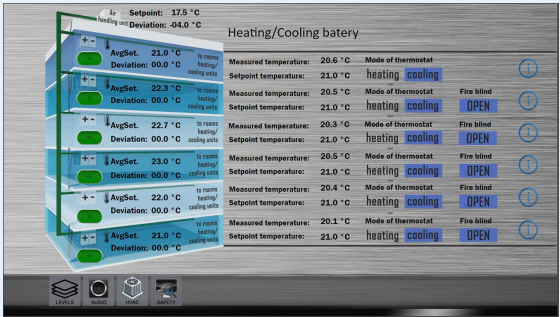 Air handling unit
Setpoint: 17.5 °C
Deviation: -04.0 °C
Heating/Cooling batery
+ -
AvgSet. 21.0 °C
Deviation: 00.0 °C
to rooms
heating/
cooling units
Measured temperature: 20.6 °C
Setpoint temperature: 21.0 °C
Mode of thermostat
heating cooling
i
+ -
AvgSet. 22.3 °C
Deviation: 00.0 °C
to rooms
heating/
cooling units
Measured temperature: 20.5 °C
Setpoint temperature: 21.0 °C
Mode of thermostat
heating cooling
Fire blind
OPEN
i
+ -
AvgSet. 22.7 °C
Deviation: 00.0 °C
to rooms
heating/
cooling units
Measured temperature: 20.3 °C
Setpoint temperature: 21.0 °C
Mode of thermostat
heating cooling
Fire blind
OPEN
i
+ -
AvgSet. 23.0 °C
Deviation: 00.0 °C
to rooms
heating/
cooling units
Measured temperature: 20.5 °C
Setpoint temperature: 21.0 °C
Mode of thermostat
heating cooling
Fire blind
OPEN
i
+ -
AvgSet. 22.0 °C
Deviation: 00.0 °C
to rooms
heating/
cooling units
Measured temperature: 20.4 °C
Setpoint temperature: 21.0 °C
Mode of thermostat
heating cooling
Fire blind
OPEN
i
+ -
AvgSet. 21.0 °C
Deviation: 00.0 °C
to rooms
heating/
cooling units
Measured temperature: 20.1 °C
Setpoint temperature: 21.0 °C
Mode of thermostat
heating cooling
Fire blind
OPEN
i
LEVELS AUDIO HVAC SAFETY